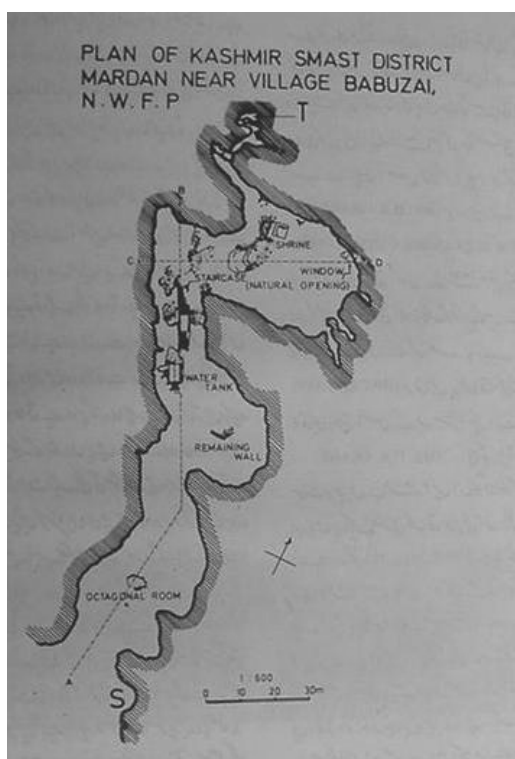 PLAN OF KASHMIR SMAST DISTRICT
MARDAN NEAR VILLAGE BABUZAI,
N.W.F.P
T
B
SHRINE
C
D
WINDOW
STAIRCASE
(NATURAL OPENING)
WATER
TANK
REMAINING
WALL
OCTAGONAL ROOM
A
S
1:600
0 10 20 30m